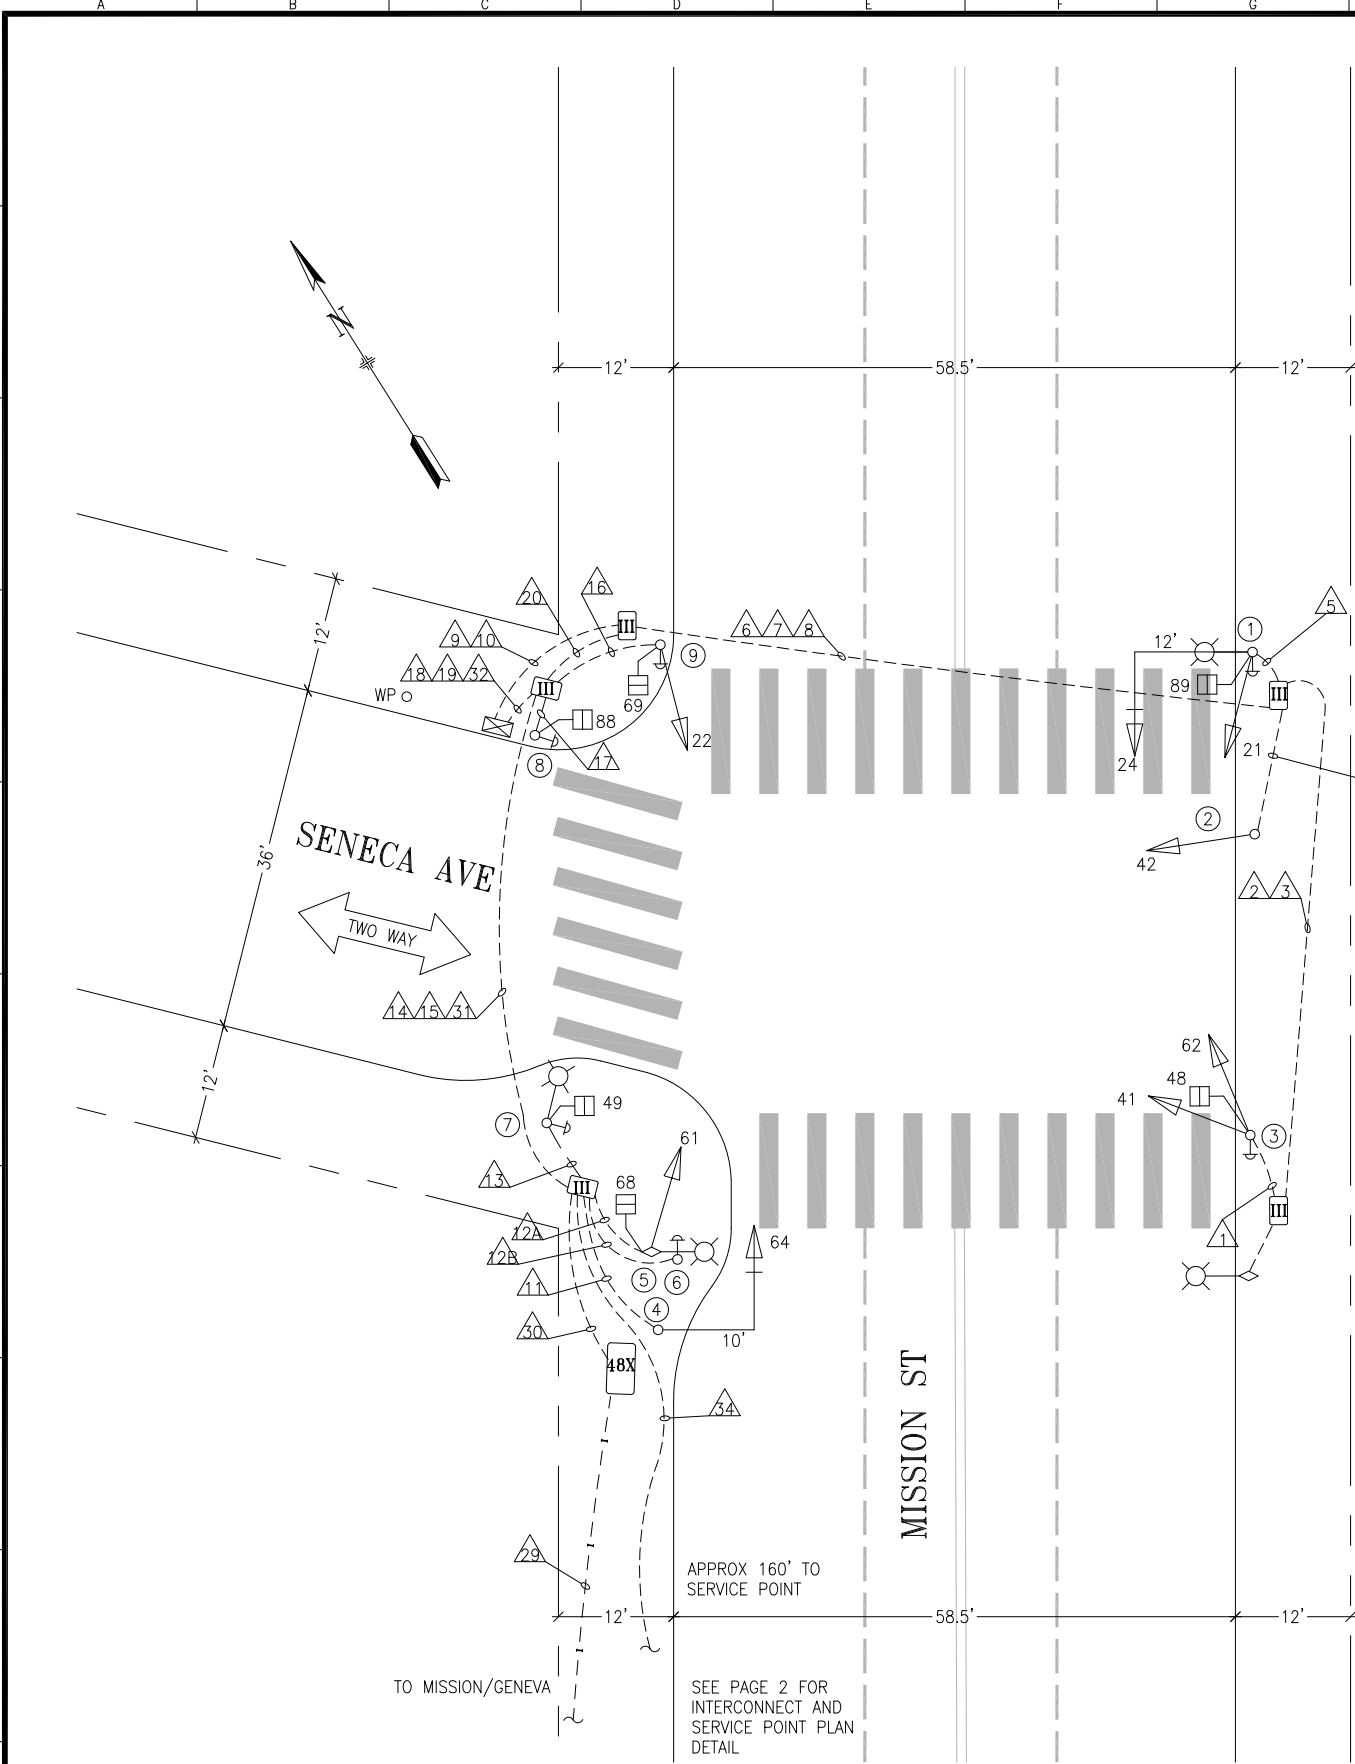 A B C D E F G
N
12' 58.5' 12'
12'
20
16
9 10
18 19 32
WP
III
III
69
88
17
8
9
22
6 7 8
12'
1
5
89
III
24
21
2
42
36'
SENECA AVE
TWO WAY
2 3
14 15 31
62
48
41
3
12'
49
7
61
13
III
68
12A
12B
64
III
1
5 6
11
4
30
10'
48X
34
MISSION ST
29
APPROX 160' TO
SERVICE POINT
12' 58.5' 12'
TO MISSION/GENEVA
SEE PAGE 2 FOR
INTERCONNECT AND
SERVICE POINT PLAN
DETAIL